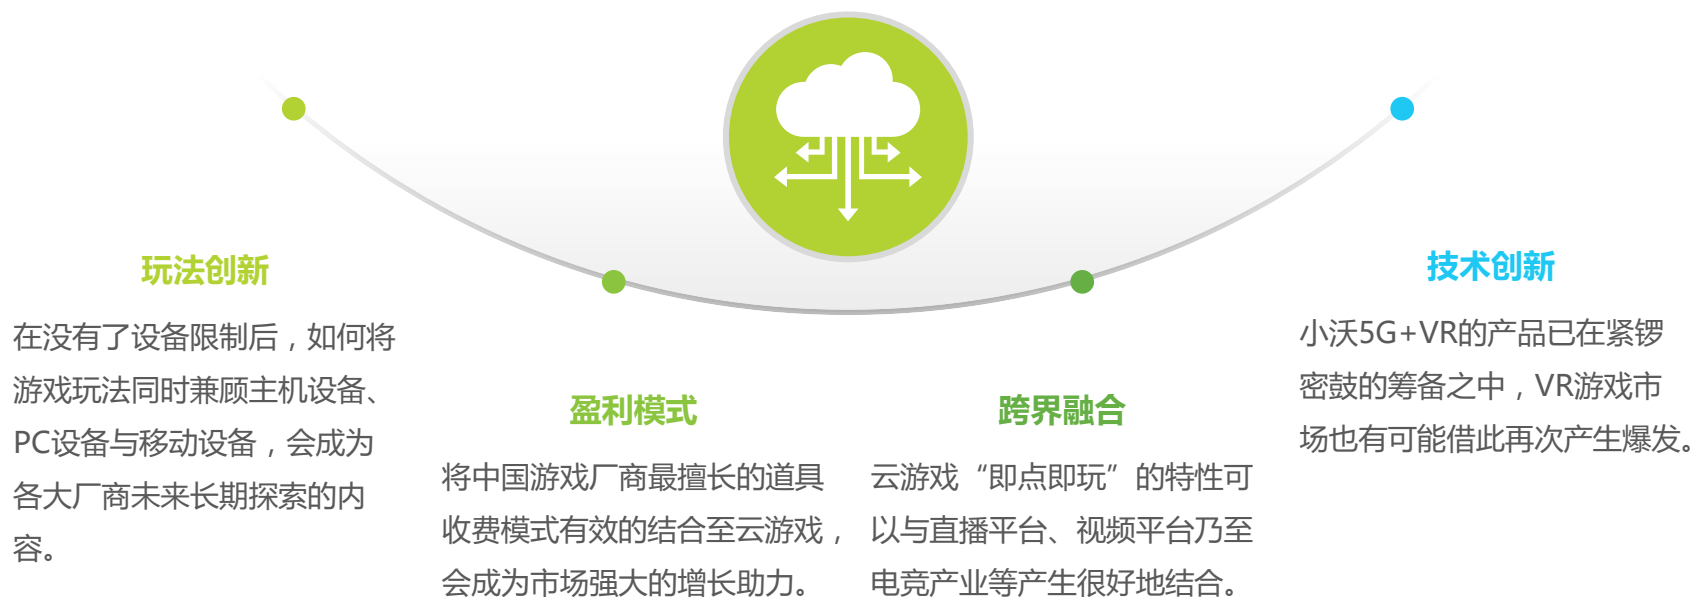 玩法创新
在没有了设备限制后，如何将
游戏玩法同时兼顾主机设备、
PC设备与移动设备，会成为
各大厂商未来长期探索的内
容。
盈利模式
将中国游戏厂商最擅长的道具
收费模式有效的结合至云游戏，
会成为市场强大的增长助力。
跨界融合
云游戏“即点即玩”的特性可
以与直播平台、视频平台乃至
电竞产业等产生很好地结合。
技术创新
小沃5G+VR的产品已在紧锣
密鼓的筹备之中，VR游戏市
场也有可能借此再次产生爆发。